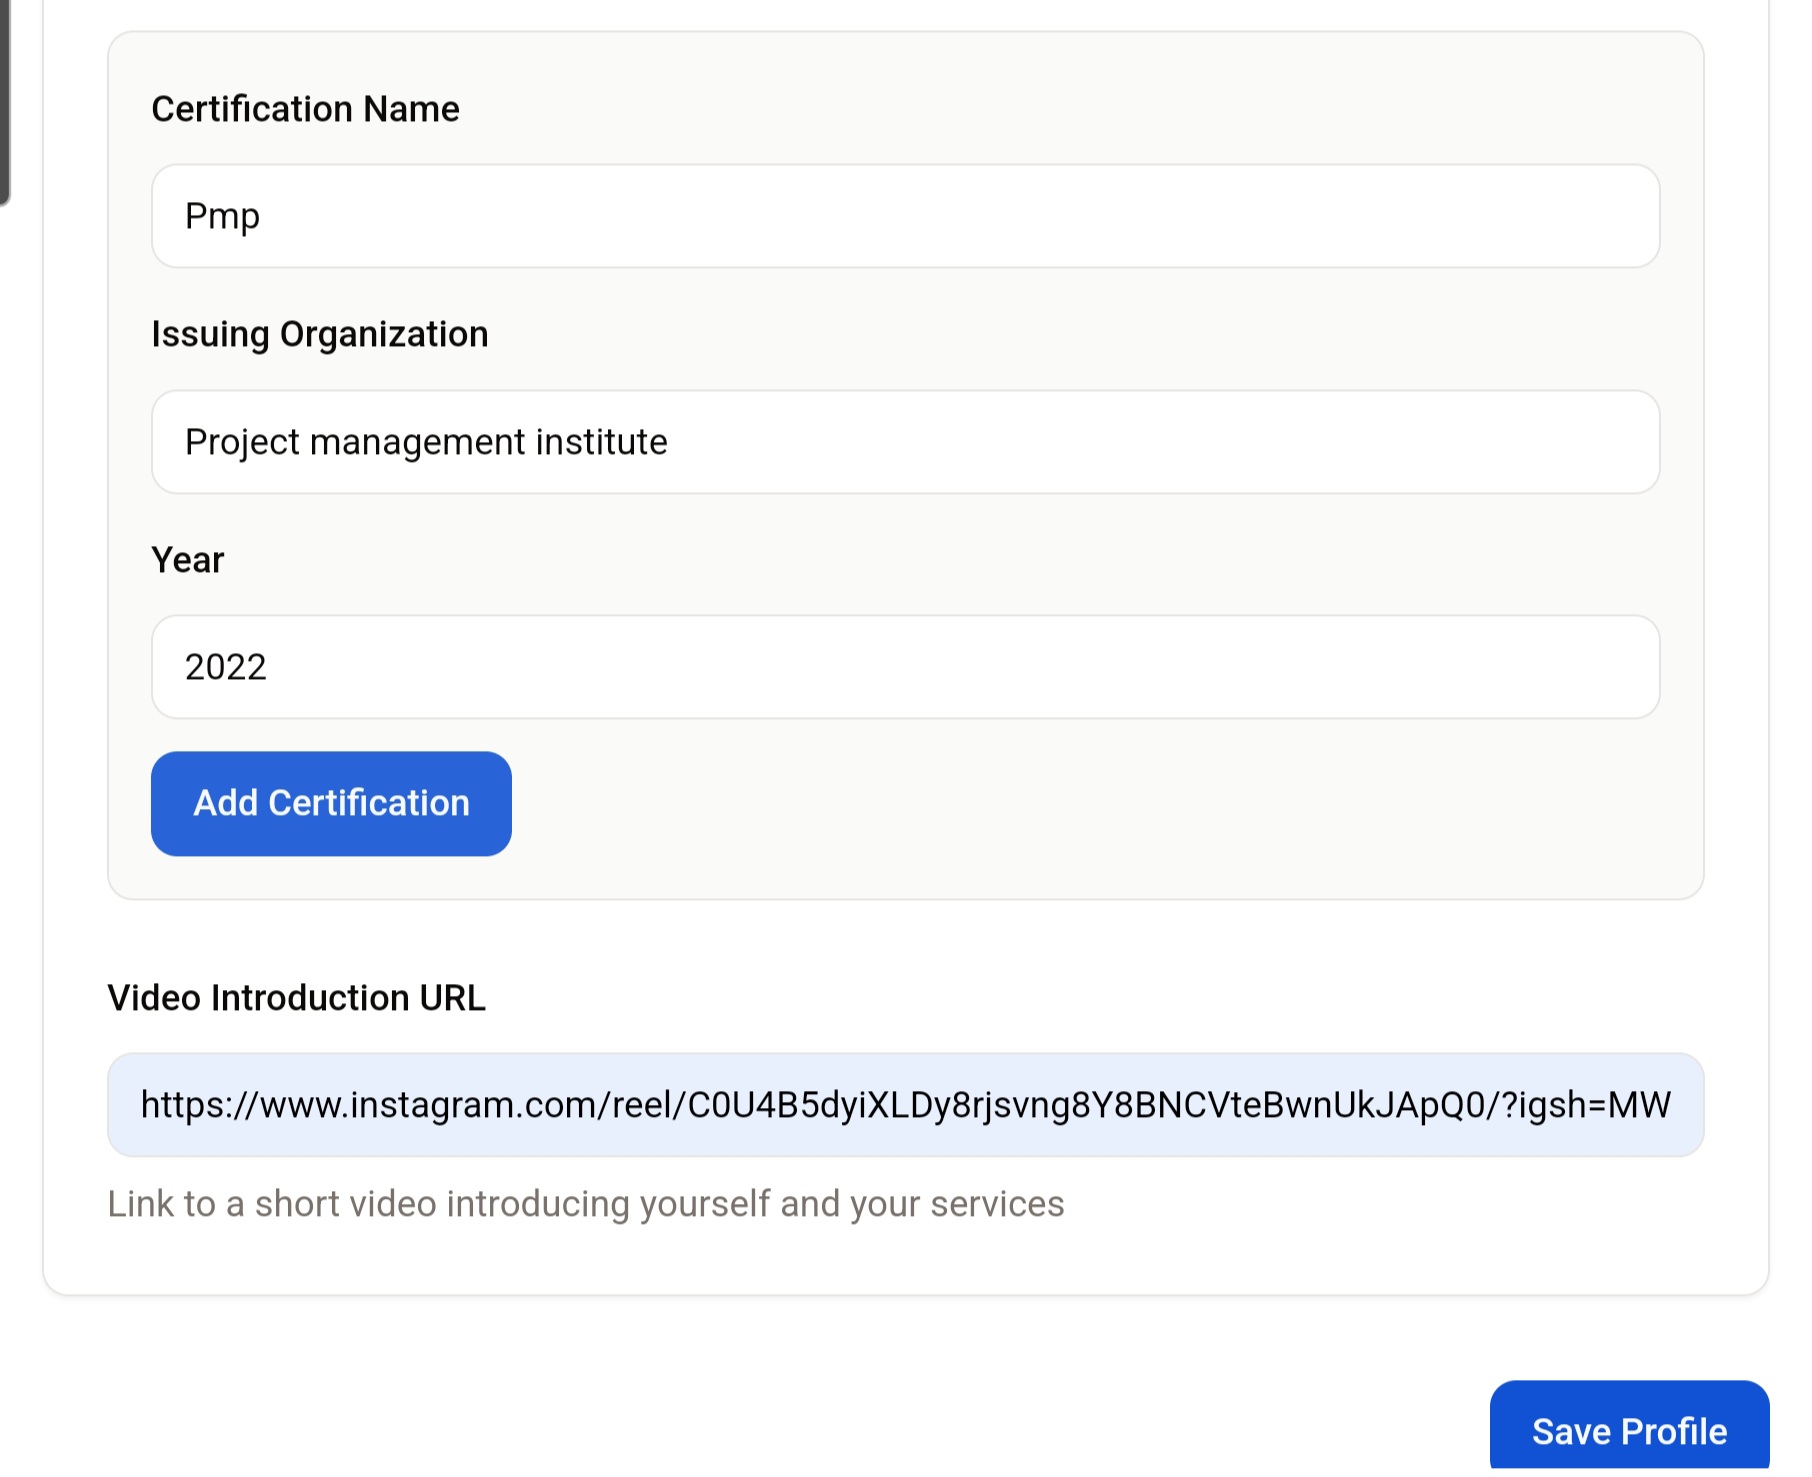 Certification Name
Pmp
Issuing Organization
Project management institute
Year
2022
Add Certification
Video Introduction URL
https://www.instagram.com/reel/C0U4B5dyiXLDy8rjsvng8Y8BNCVteBwnUkJApQ0/?igsh=MW
Link to a short video introducing yourself and your services
Save Profile